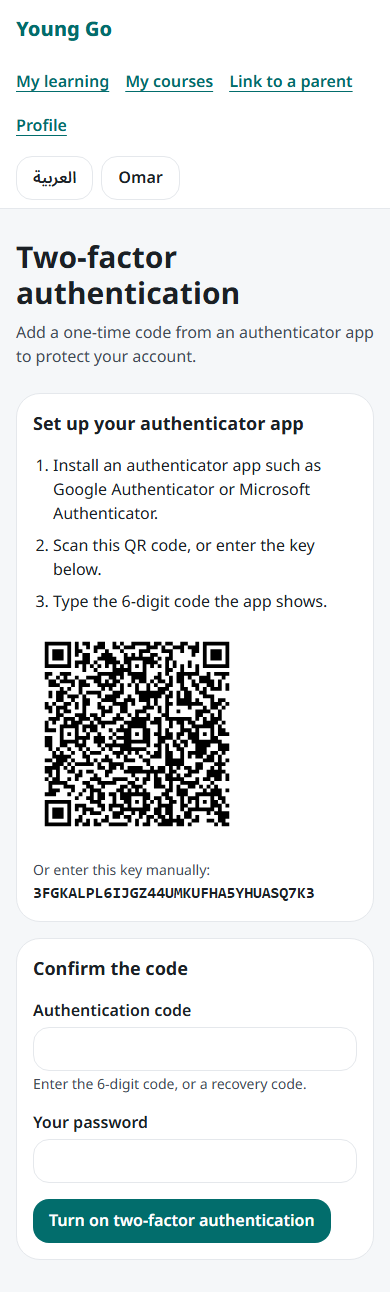 Young Go
My learning My courses Link to a parent
Profile
العربية Omar
Two-factor
authentication
Add a one-time code from an authenticator app
to protect your account.
Set up your authenticator app
1. Install an authenticator app such as
Google Authenticator or Microsoft
Authenticator.
2. Scan this QR code, or enter the key
below.
3. Type the 6-digit code the app shows.
Or enter this key manually:
3FGKALPL6IJGZ44UMKUFHA5YHUASQ7K3
Confirm the code
Authentication code
Enter the 6-digit code, or a recovery code.
Your password
Turn on two-factor authentication